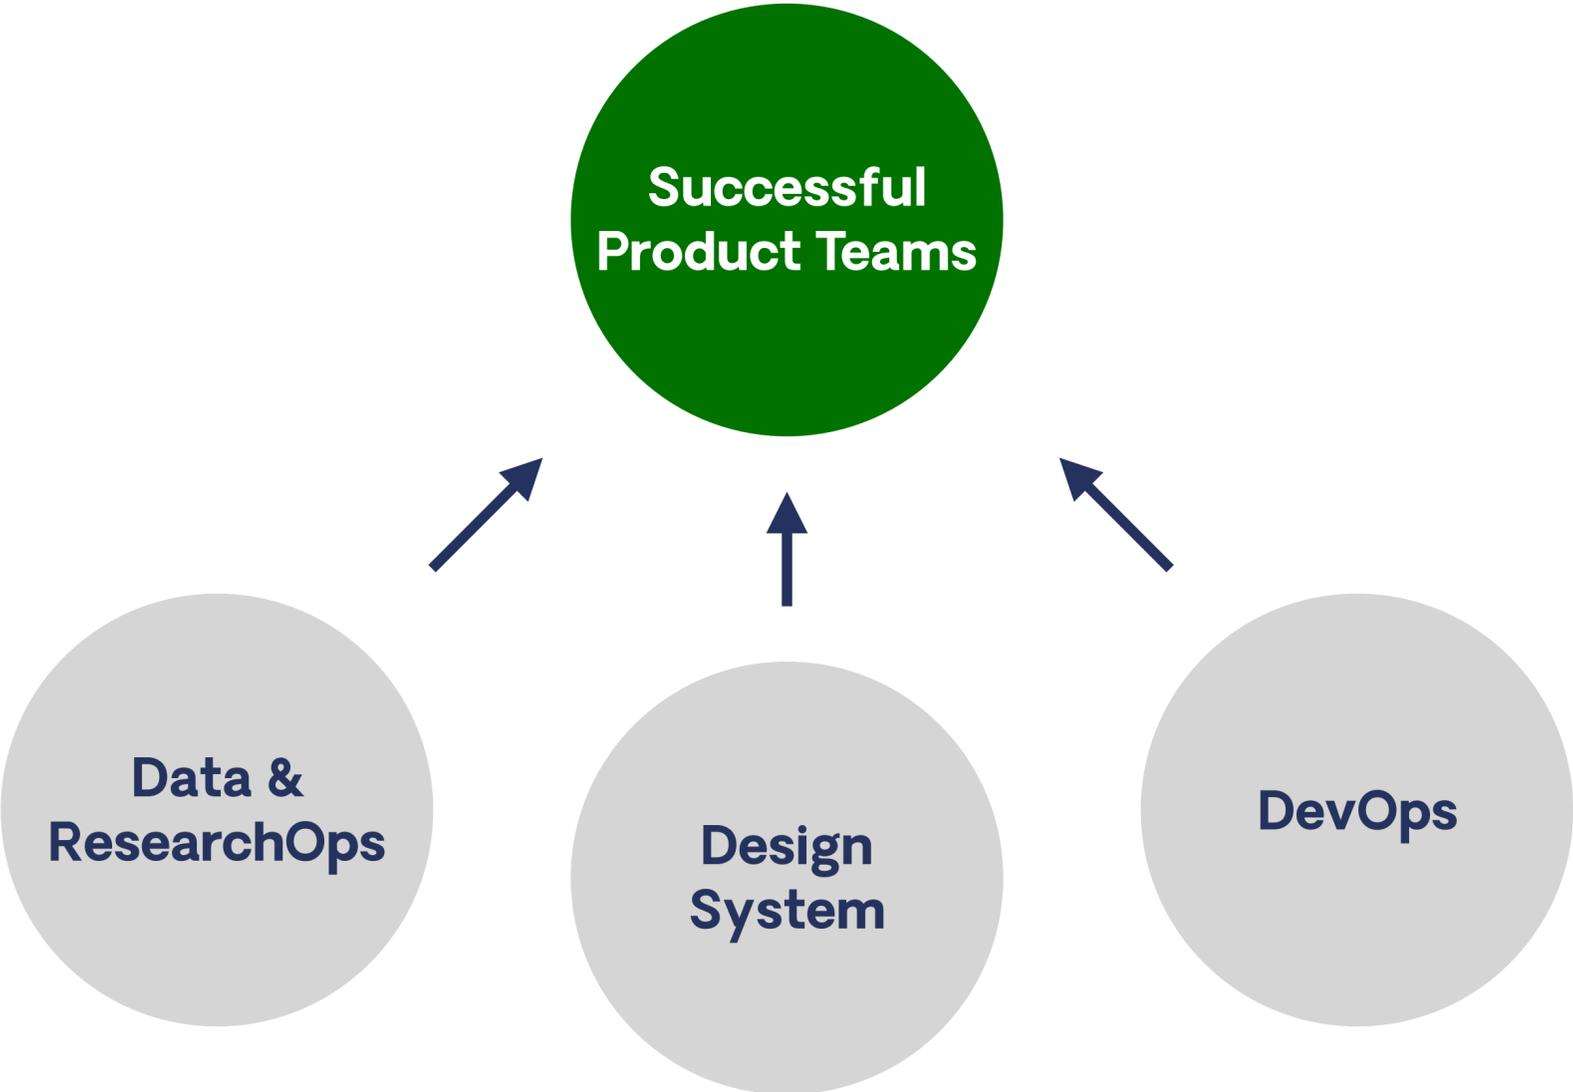 Successful
Product Teams
Data &
ResearchOps
Design
System
DevOps